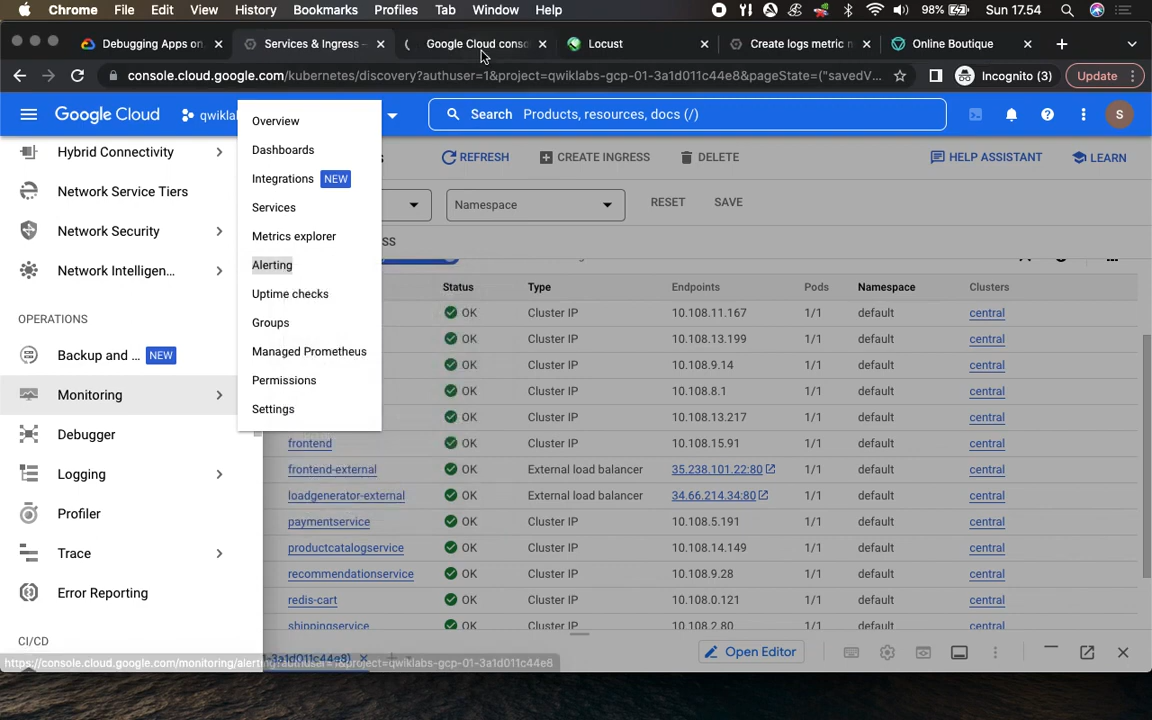 Chrome File Edit View History Bookmarks Profiles Tab Window Help 98% Sun 17.54
Debugging Apps on Services & Ingress – Google Cloud cons Locust Create logs metric n Online Boutique
console.cloud.google.com/kubernetes/discovery?authuser=1&project=qwiklabs-gcp-01-3a1d011c44e8&pageState=("savedV... Incognito (3) Update
Google Cloud qwiklal Search Products, resources, docs (/) S
Hybrid Connectivity
Network Service Tiers
Network Security
Network Intelligen...
OPERATIONS
Backup and ... NEW
Monitoring
Debugger
Logging
Profiler
Trace
Error Reporting
CI/CD
Overview
Dashboards
Integrations NEW
Services
Metrics explorer
Alerting
Uptime checks
Groups
Managed Prometheus
Permissions
Settings
REFRESH CREATE INGRESS DELETE HELP ASSISTANT LEARN
Namespace RESET SAVE
SS
Status Type Endpoints Pods Namespace Clusters
OK Cluster IP 10.108.11.167 1/1 default central
OK Cluster IP 10.108.13.199 1/1 default central
OK Cluster IP 10.108.9.14 1/1 default central
OK Cluster IP 10.108.8.1 1/1 default central
OK Cluster IP 10.108.13.217 1/1 default central
frontend OK Cluster IP 10.108.15.91 1/1 default central
frontend-external OK External load balancer 35.238.101.22:80 1/1 default central
loadgenerator-external OK External load balancer 34.66.214.34:80 1/1 default central
paymentservice OK Cluster IP 10.108.5.191 1/1 default central
productcatalogservice OK Cluster IP 10.108.14.149 1/1 default central
recommendationservice OK Cluster IP 10.108.9.28 1/1 default central
redis-cart OK Cluster IP 10.108.0.121 1/1 default central
shippingservice OK Cluster IP 10.108.2.80 1/1 default central
Open Editor
https://console.cloud.google.com/monitoring/alerting?authuser=1&project=qwiklabs-gcp-01-3a1d011c44e8